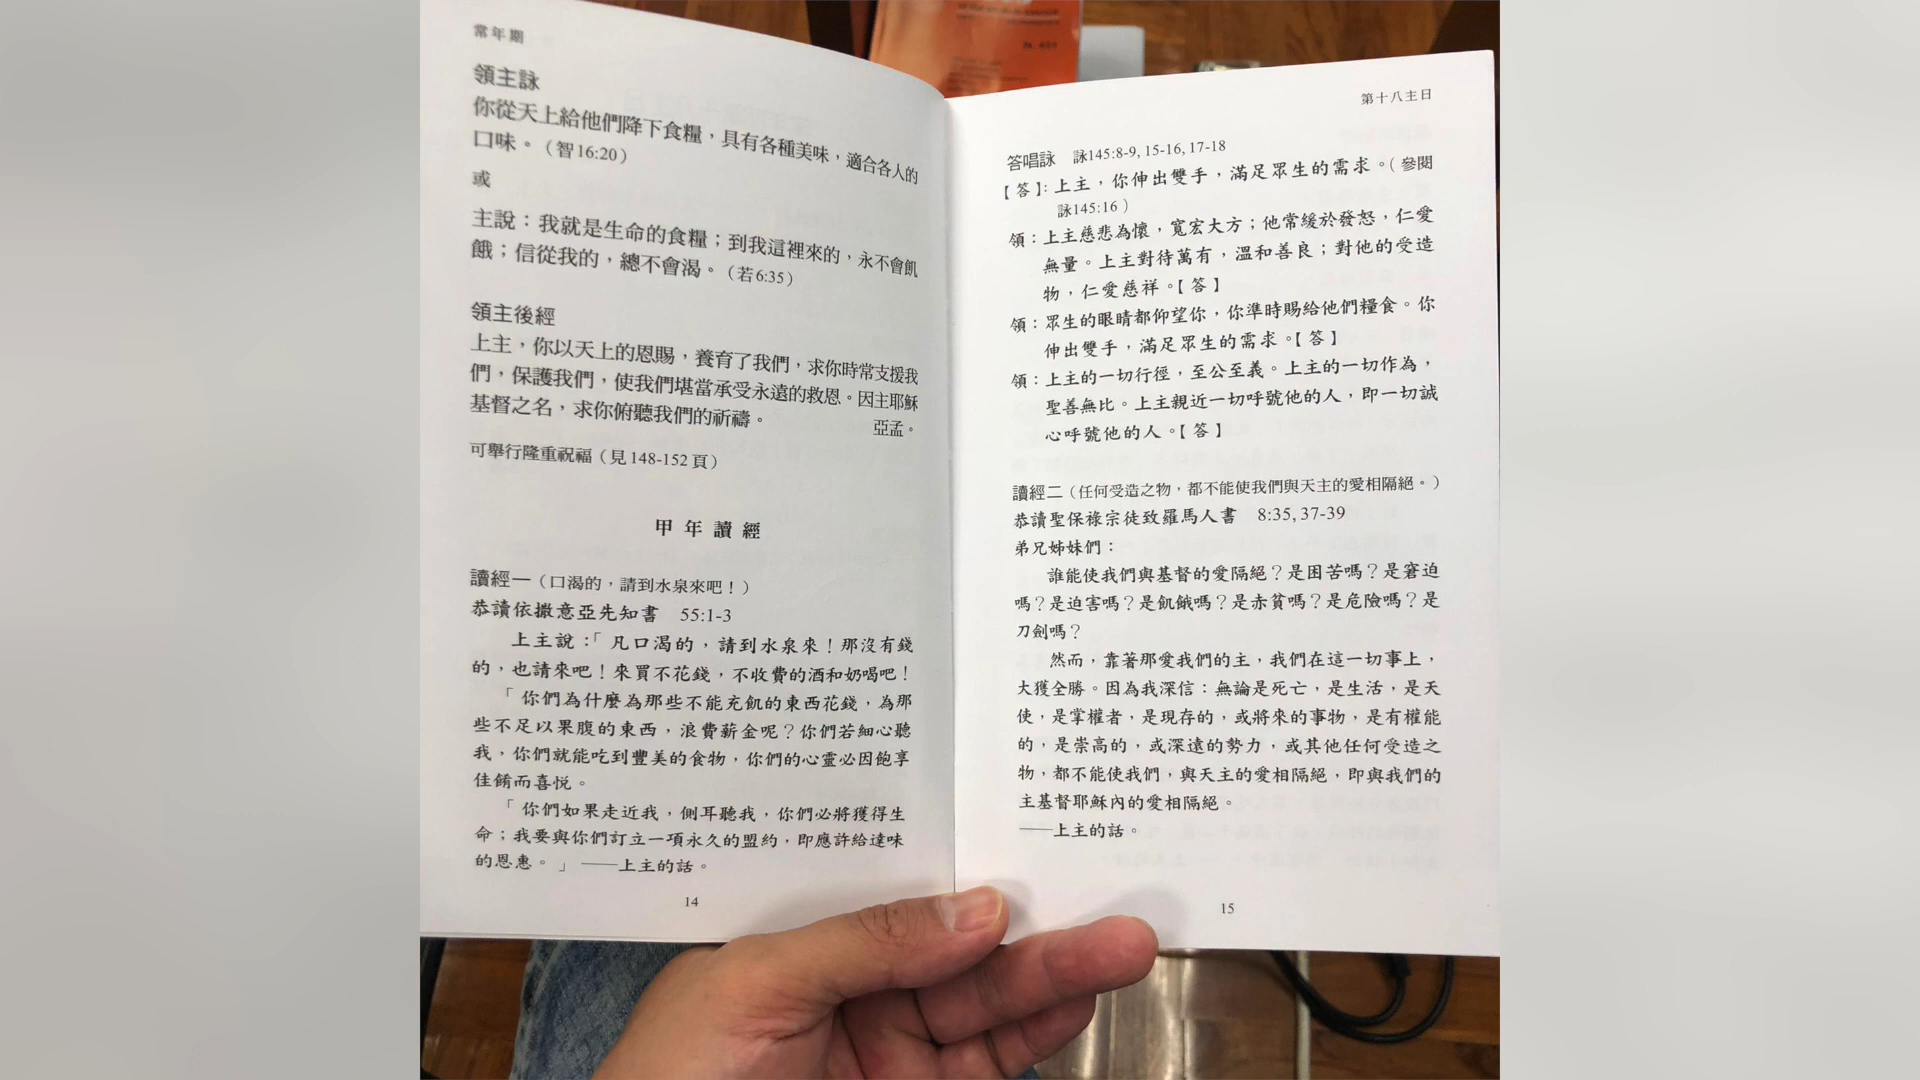 常年期
領主詠
你從天上給他們降下食糧，具有各種美味，適合各人的
口味。（智16:20）
或
主說：我就是生命的食糧；到我這裡來的，永不會飢
餓；信從我的，總不會渴。（若6:35）
領主後經
上主，你以天上的恩賜，養育了我們，求你時常支援我
們，保護我們，使我們堪當承受永遠的救恩。因主耶穌
基督之名，求你俯聽我們的祈禱。 亞孟。
可舉行隆重祝福（見148-152頁）
甲年讀經
讀經一（口渴的，請到水泉來吧！）
恭讀依撒意亞先知書 55:1-3
上主說：「凡口渴的，請到水泉來！那沒有錢
的，也請來吧！來買不花錢，不收費的酒和奶喝吧！
「你們為什麼為那些不能充飢的東西花錢，為那
些不足以果腹的東西，浪費薪金呢？你們若細心聽
我，你們就能吃到豐美的食物，你們的心靈必因飽享
佳餚而喜悅。
「你們如果走近我，側耳聽我，你們必將獲得生
命；我要與你們訂立一項永久的盟約，即應許給達味
的恩惠。」——上主的話。
14
第十八主日
答唱詠 詠145:8-9, 15-16, 17-18
【答】：上主，你伸出雙手，滿足眾生的需求。（參閱
詠145:16）
領：上主慈悲為懷，寬宏大方；他常緩於發怒，仁愛
無量。上主對待萬有，溫和善良；對他的受造
物，仁愛慈祥。【答】
領：眾生的眼睛都仰望你，你準時賜給他們糧食。你
伸出雙手，滿足眾生的需求。【答】
領：上主的一切行徑，至公至義。上主的一切作為，
聖善無比。上主親近一切呼號他的人，即一切誠
心呼號他的人。【答】
讀經二（任何受造之物，都不能使我們與天主的愛相隔絕。）
恭讀聖保祿宗徒致羅馬人書 8:35, 37-39
弟兄姊妹們：
誰能使我們與基督的愛隔絕？是困苦嗎？是窘迫
嗎？是迫害嗎？是飢餓嗎？是赤貧嗎？是危險嗎？是
刀劍嗎？
然而，靠著那愛我們的主，我們在這一切事上，
大獲全勝。因為我深信：無論是死亡，是生活，是天
使，是掌權者，是現存的，或將來的事物，是有權能
的，是崇高的，或深遠的勢力，或其他任何受造之
物，都不能使我們，與天主的愛相隔絕，即與我們的
主基督耶穌內的愛相隔絕。
——上主的話。
15